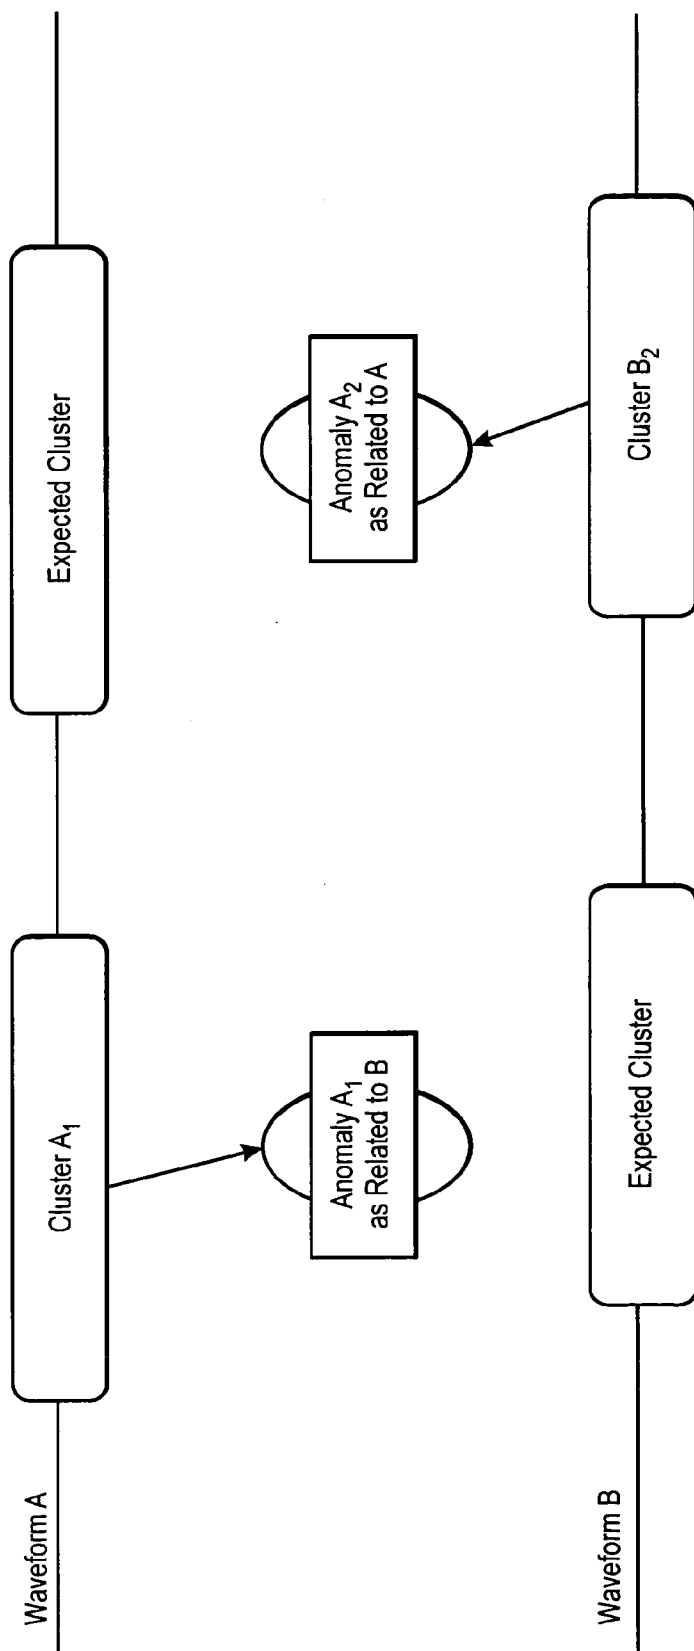 Waveform A
Cluster A₁
Expected Cluster
Anomaly A₁
as Related to B
Anomaly A₂
as Related to A
Waveform B
Expected Cluster
Cluster B₂